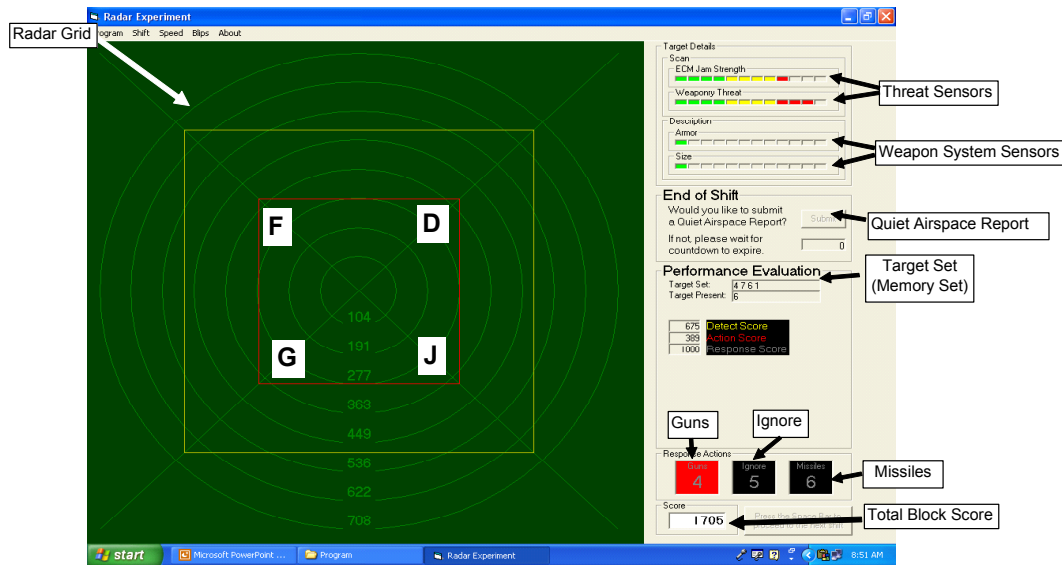 Radar Experiment
Program Shift Speed Blips About
Radar Grid
F
D
G
J
104
191
277
363
449
536
622
708
Target Details
Scan
ECM Jam Strength
Weaponry Threat
Threat Sensors
Description
Armor
Size
Weapon System Sensors
End of Shift
Would you like to submit
a Quiet Airspace Report?
Submit
If not, please wait for
countdown to expire.
0
Quiet Airspace Report
Performance Evaluation
Target Set: 4 7 6 1
Target Present: 6
Target Set
(Memory Set)
675 Detect Score
389 Action Score
1000 Response Score
Guns
Ignore
Response Actions
Guns
4
Ignore
5
Missiles
6
Missiles
Score
1705
Press the Space Bar to
proceed to the next shift
Total Block Score
start
Microsoft PowerPoint ...
Program
Radar Experiment
8:51 AM